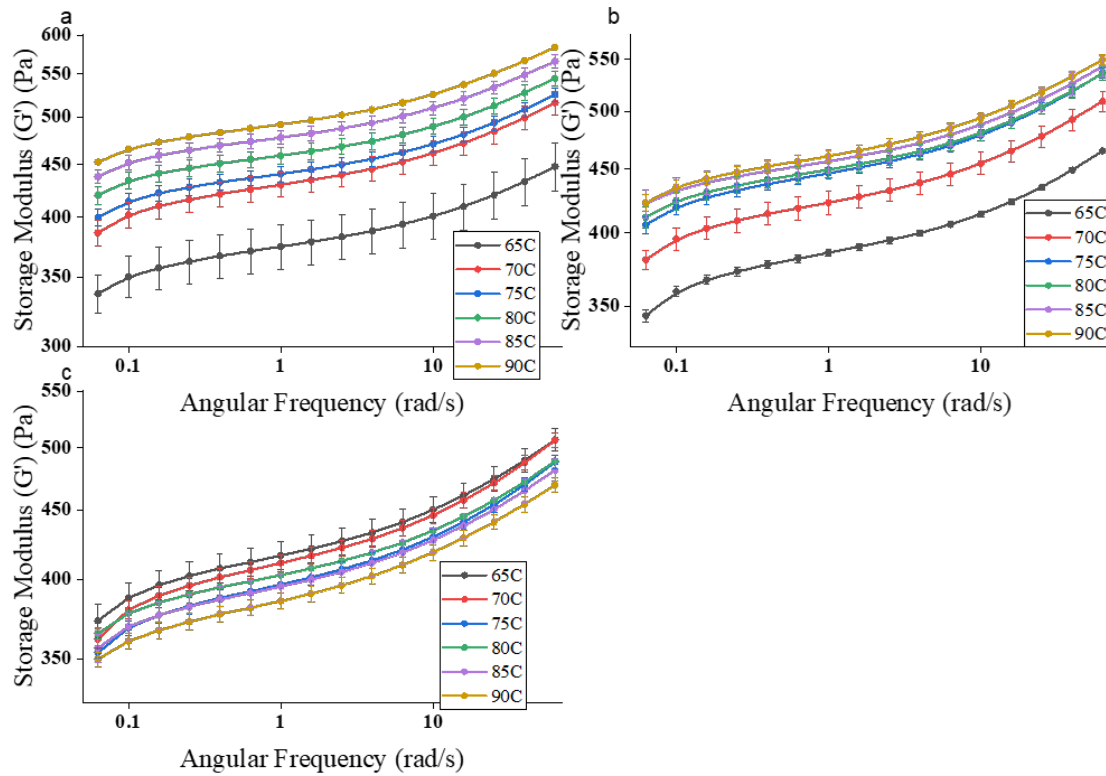 a
Storage Modulus (G') (Pa)
600
550
500
450
400
350
300
0.1
1
10
Angular Frequency (rad/s)
65C
70C
75C
80C
85C
90C
b
Storage Modulus (G') (Pa)
550
500
450
400
350
0.1
1
10
Angular Frequency (rad/s)
65C
70C
75C
80C
85C
90C
c
Storage Modulus (G') (Pa)
550
500
450
400
350
0.1
1
10
Angular Frequency (rad/s)
65C
70C
75C
80C
85C
90C